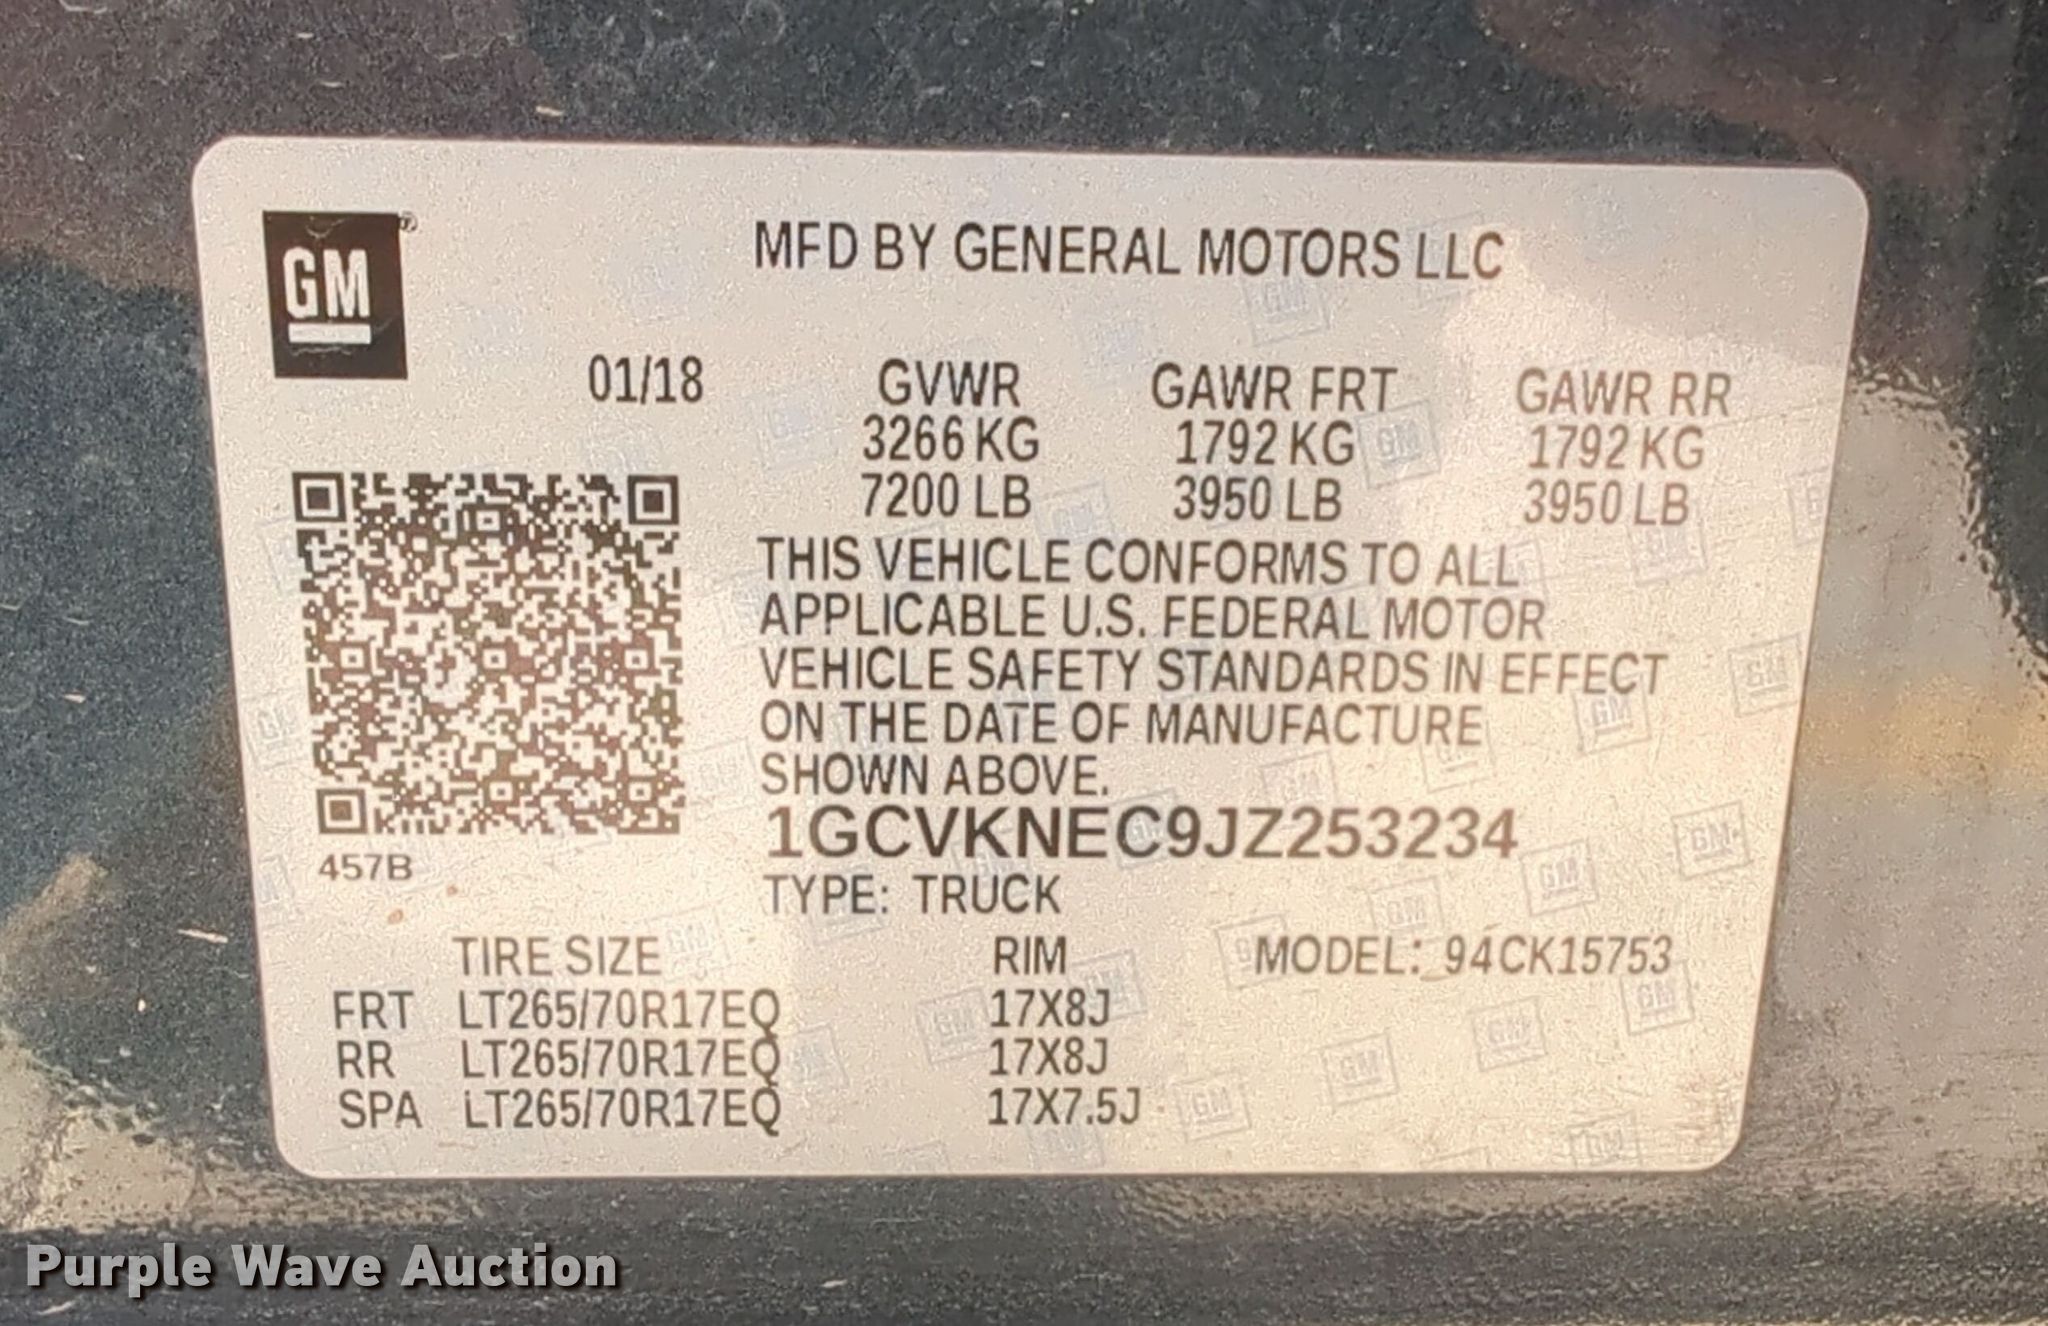 GM
MFD BY GENERAL MOTORS LLC
01/18 GVWR GAWR FRT GAWR RR
3266 KG 1792 KG 1792 KG
7200 LB 3950 LB 3950 LB
THIS VEHICLE CONFORMS TO ALL
APPLICABLE U.S. FEDERAL MOTOR
VEHICLE SAFETY STANDARDS IN EFFECT
ON THE DATE OF MANUFACTURE
SHOWN ABOVE.
1GCVKNEC9JZ253234
457B
TYPE: TRUCK
TIRE SIZE RIM MODEL: 94CK15753
FRT LT265/70R17EQ 17X8J
RR LT265/70R17EQ 17X8J
SPA LT265/70R17EQ 17X7.5J
Purple Wave Auction